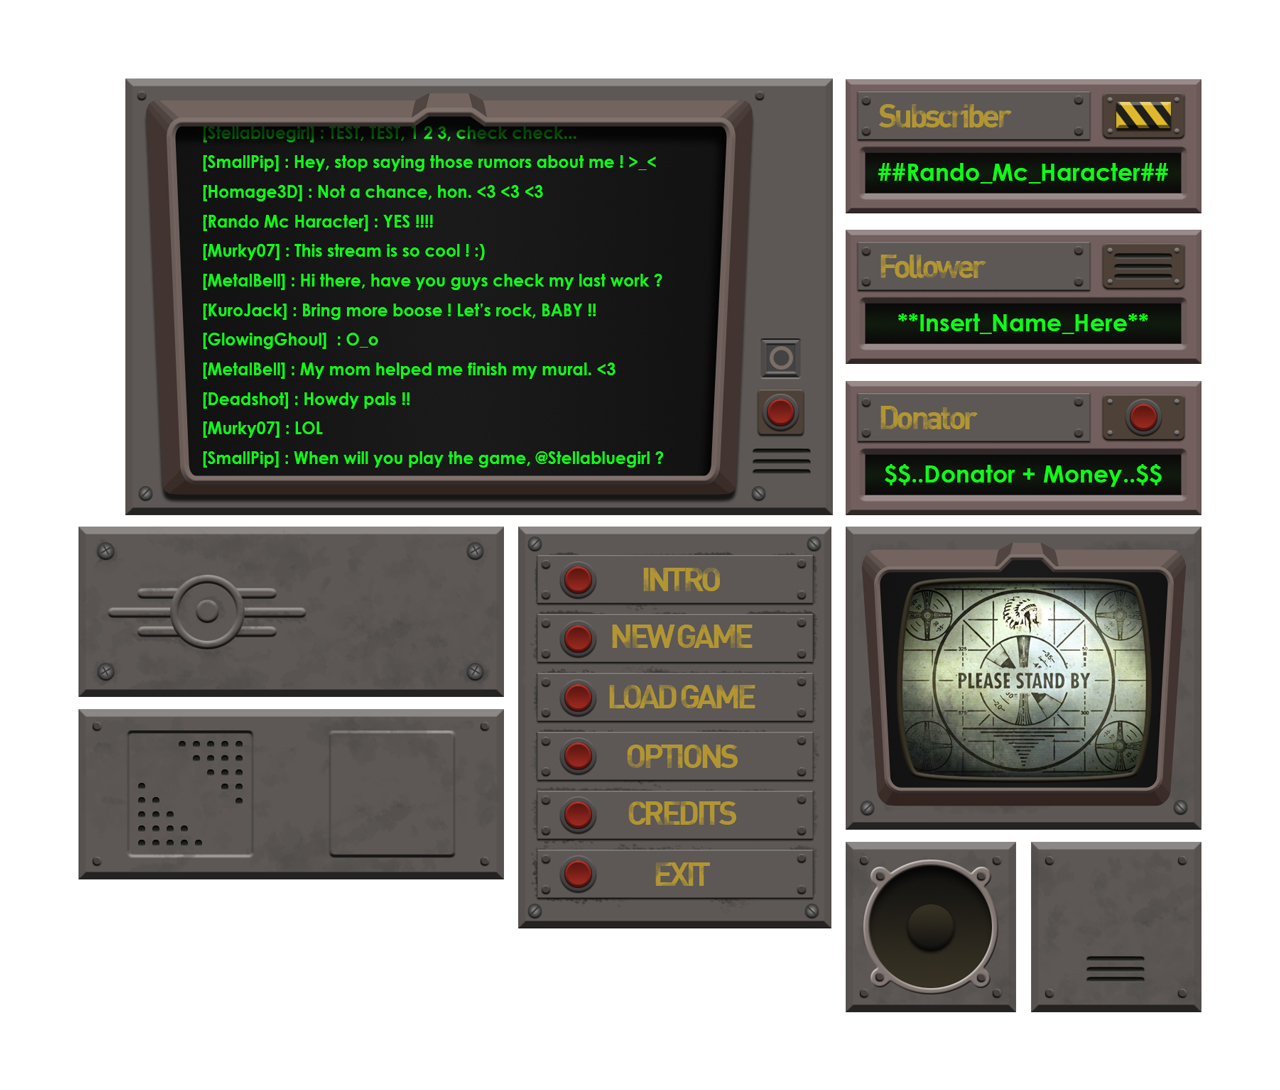 [Stellabluegirl] : TEST, TEST, 1 2 3, check check...
[SmallPip] : Hey, stop saying those rumors about me ! >_<
[Homage3D] : Not a chance, hon. <3 <3 <3
[Rando Mc Haracter] : YES !!!!
[Murky07] : This stream is so cool ! :)
[MetalBell] : Hi there, have you guys check my last work ?
[KuroJack] : Bring more boose ! Let's rock, BABY !!
[GlowingGhoul]  : O_o
[MetalBell] : My mom helped me finish my mural. <3
[Deadshot] : Howdy pals !!
[Murky07] : LOL
[SmallPip] : When will you play the game, @Stellabluegirl ?
Subscriber
##Rando_Mc_Haracter##
Follower
**Insert_Name_Here**
Donator
$$..Donator + Money..$$
INTRO
NEW GAME
LOAD GAME
OPTIONS
CREDITS
EXIT
PLEASE STAND BY